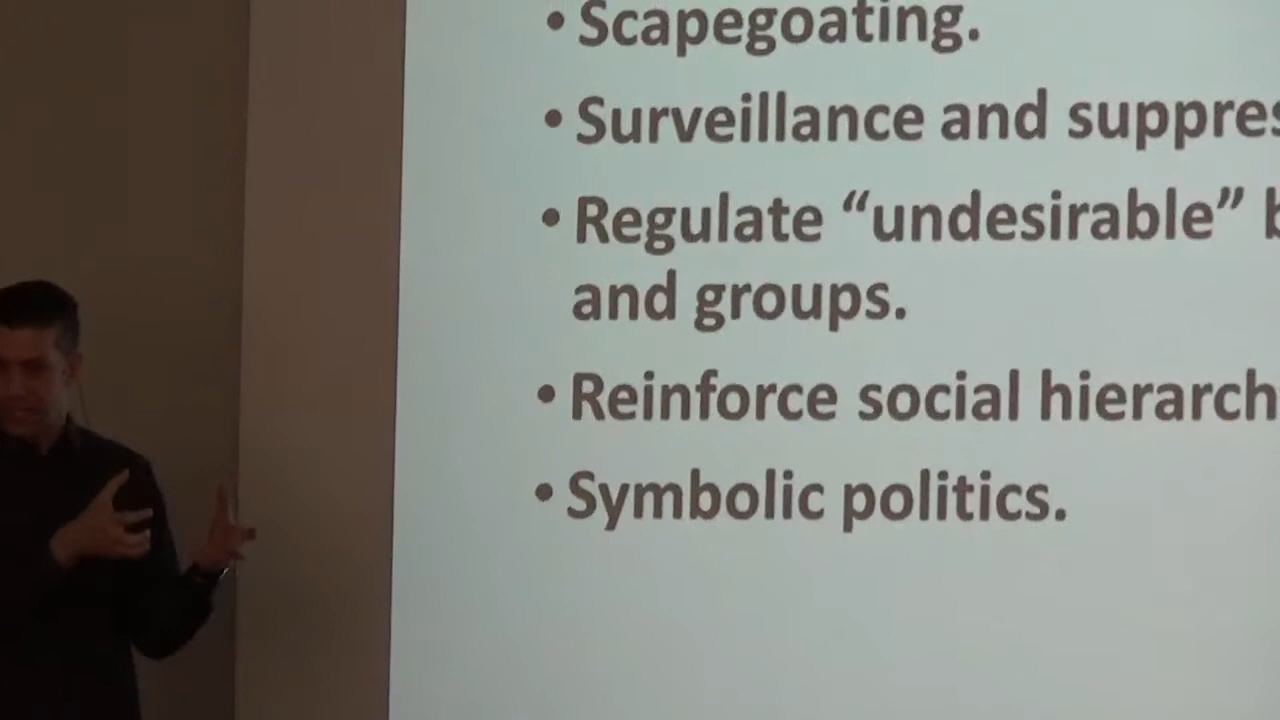 • Scapegoating.
• Surveillance and suppres
• Regulate “undesirable” b
and groups.
• Reinforce social hierarch
• Symbolic politics.